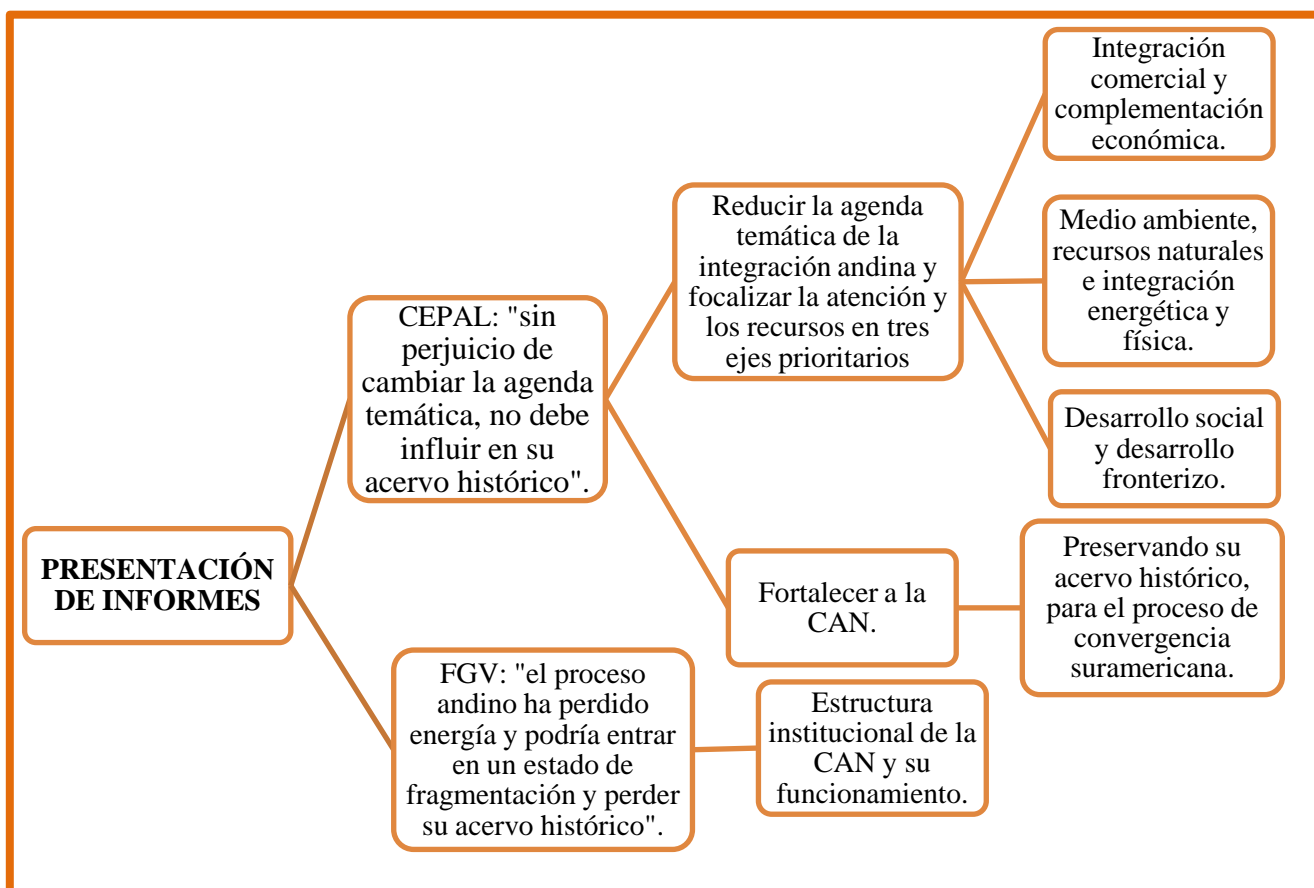 PRESENTACIÓN
DE INFORMES
CEPAL: "sin
perjuicio de
cambiar la agenda
temática, no debe
influir en su
acervo histórico".
Reducir la agenda
temática de la
integración andina y
focalizar la atención y
los recursos en tres
ejes prioritarios
Integración
comercial y
complementación
económica.
Medio ambiente,
recursos naturales
e integración
energética y
física.
Desarrollo social
y desarrollo
fronterizo.
Fortalecer a la
CAN.
Preservando su
acervo histórico,
para el proceso de
convergencia
suramericana.
FGV: "el proceso
andino ha perdido
energía y podría entrar
en un estado de
fragmentación y perder
su acervo histórico".
Estructura
institucional de la
CAN y su
funcionamiento.